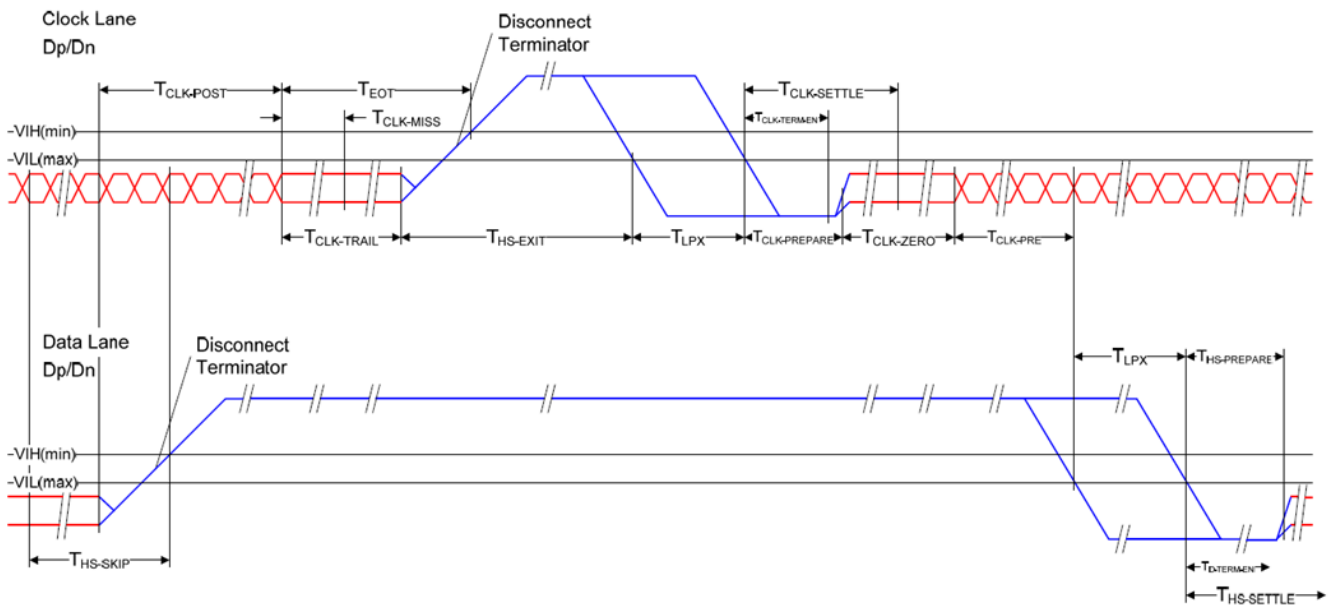 Clock Lane
Dp/Dn
Disconnect
Terminator
TCLK-POST
TEOT
TCLK-SETTLE
TCLK-MISS
TCLK-TERM-EN
VIH(min)
VIL(max)
TCLK-TRAIL
THS-EXIT
TLPX
TCLK-PREPARE
TCLK-ZERO
TCLK-PRE
Data Lane
Dp/Dn
Disconnect
Terminator
TLPX
THS-PREPARE
VIH(min)
VIL(max)
THS-SKIP
TD-TERM-EN
THS-SETTLE